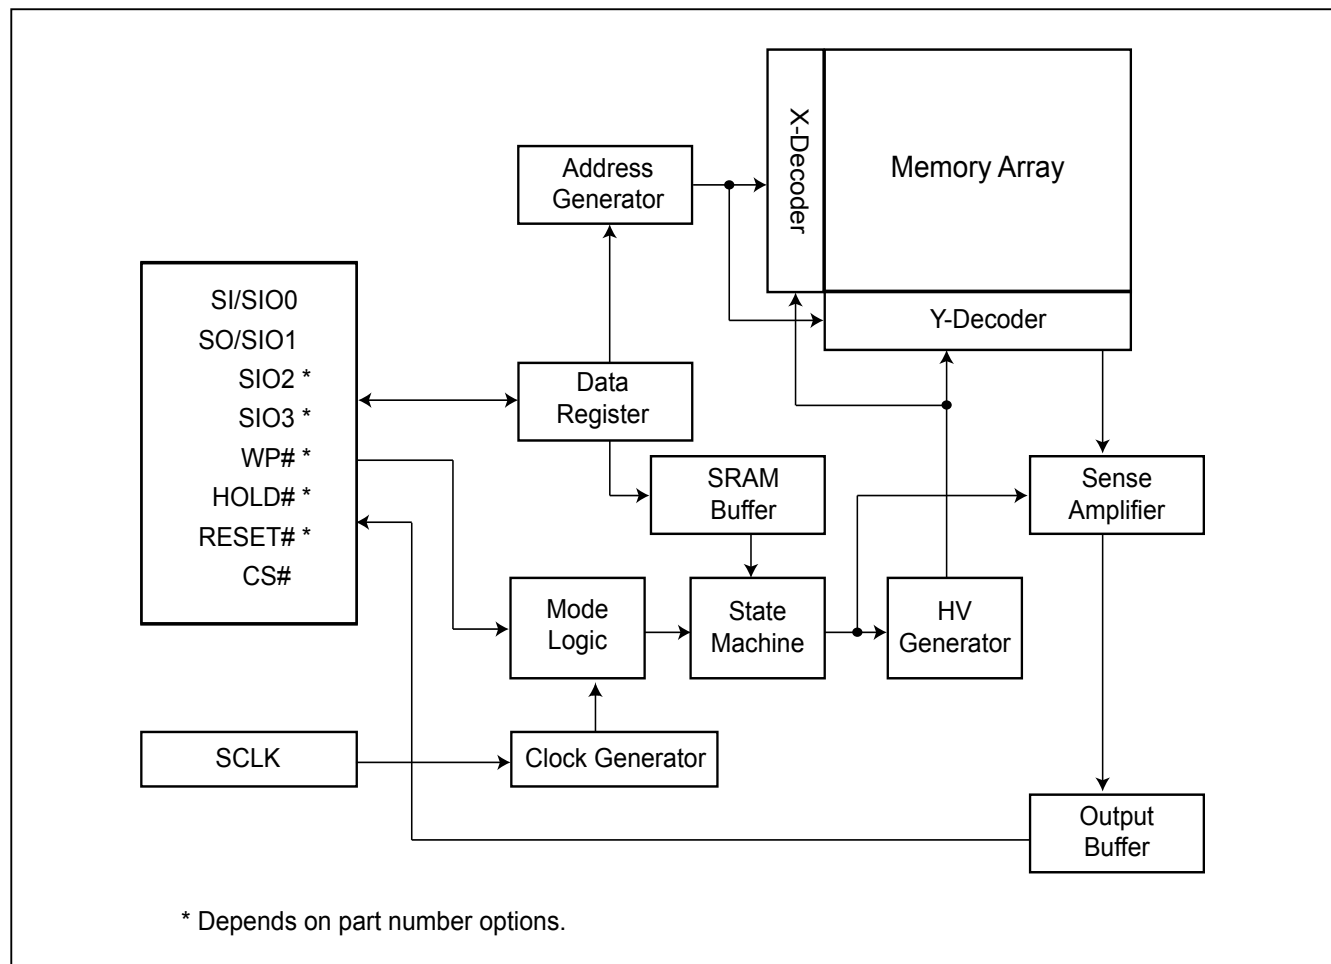 X-Decoder
Memory Array
Address
Generator
SI/SIO0
SO/SIO1
SIO2 *
SIO3 *
WP# *
HOLD# *
RESET# *
CS#
Y-Decoder
Data
Register
SRAM
Buffer
Sense
Amplifier
Mode
Logic
State
Machine
HV
Generator
SCLK
Clock Generator
Output
Buffer
* Depends on part number options.